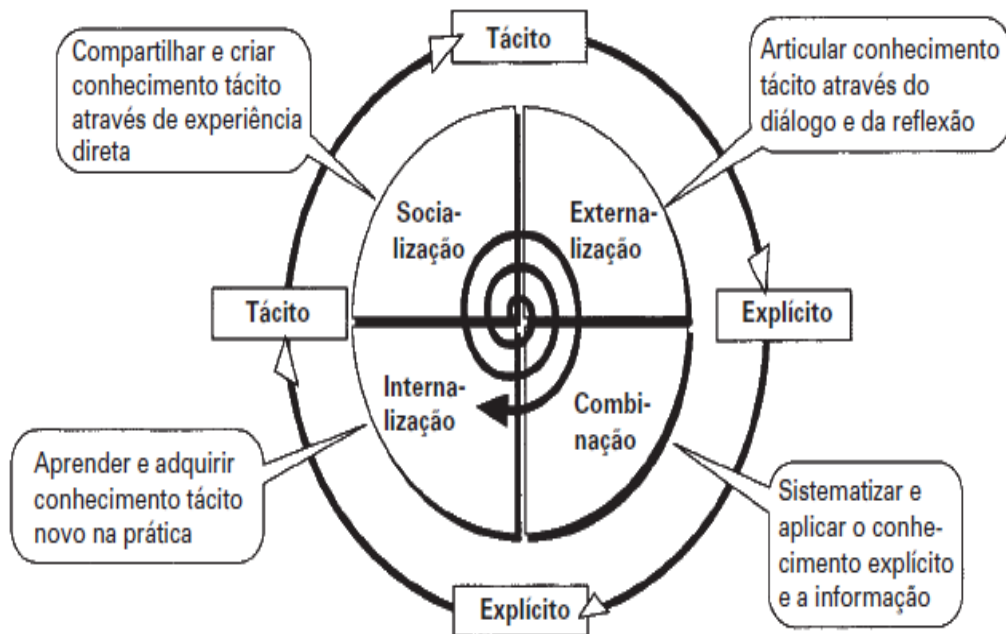 Tácito
Compartilhar e criar
conhecimento tácito
através de experiência
direta
Articular conhecimento
tácito através do
diálogo e da reflexão
Socia-
lização
Externa-
lização
Tácito
Explícito
Interna-
lização
Combi-
nação
Aprender e adquirir
conhecimento tácito
novo na prática
Sistematizar e
aplicar o conhe-
cimento explícito
e a informação
Explícito